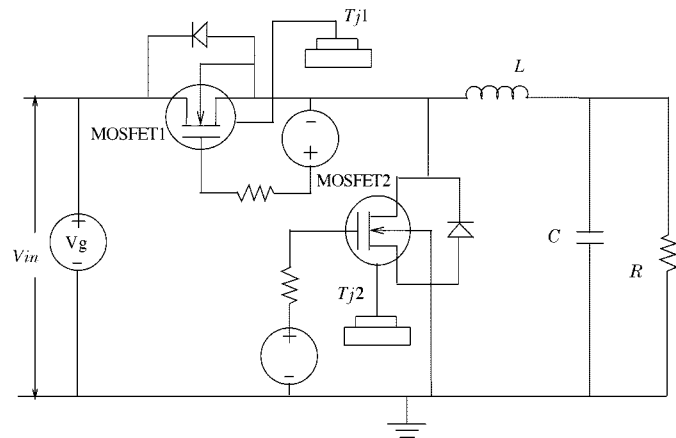 Tj1
L
MOSFET1
-
+
MOSFET2
+
Vg
-
Vin
C
R
Tj2
+
-